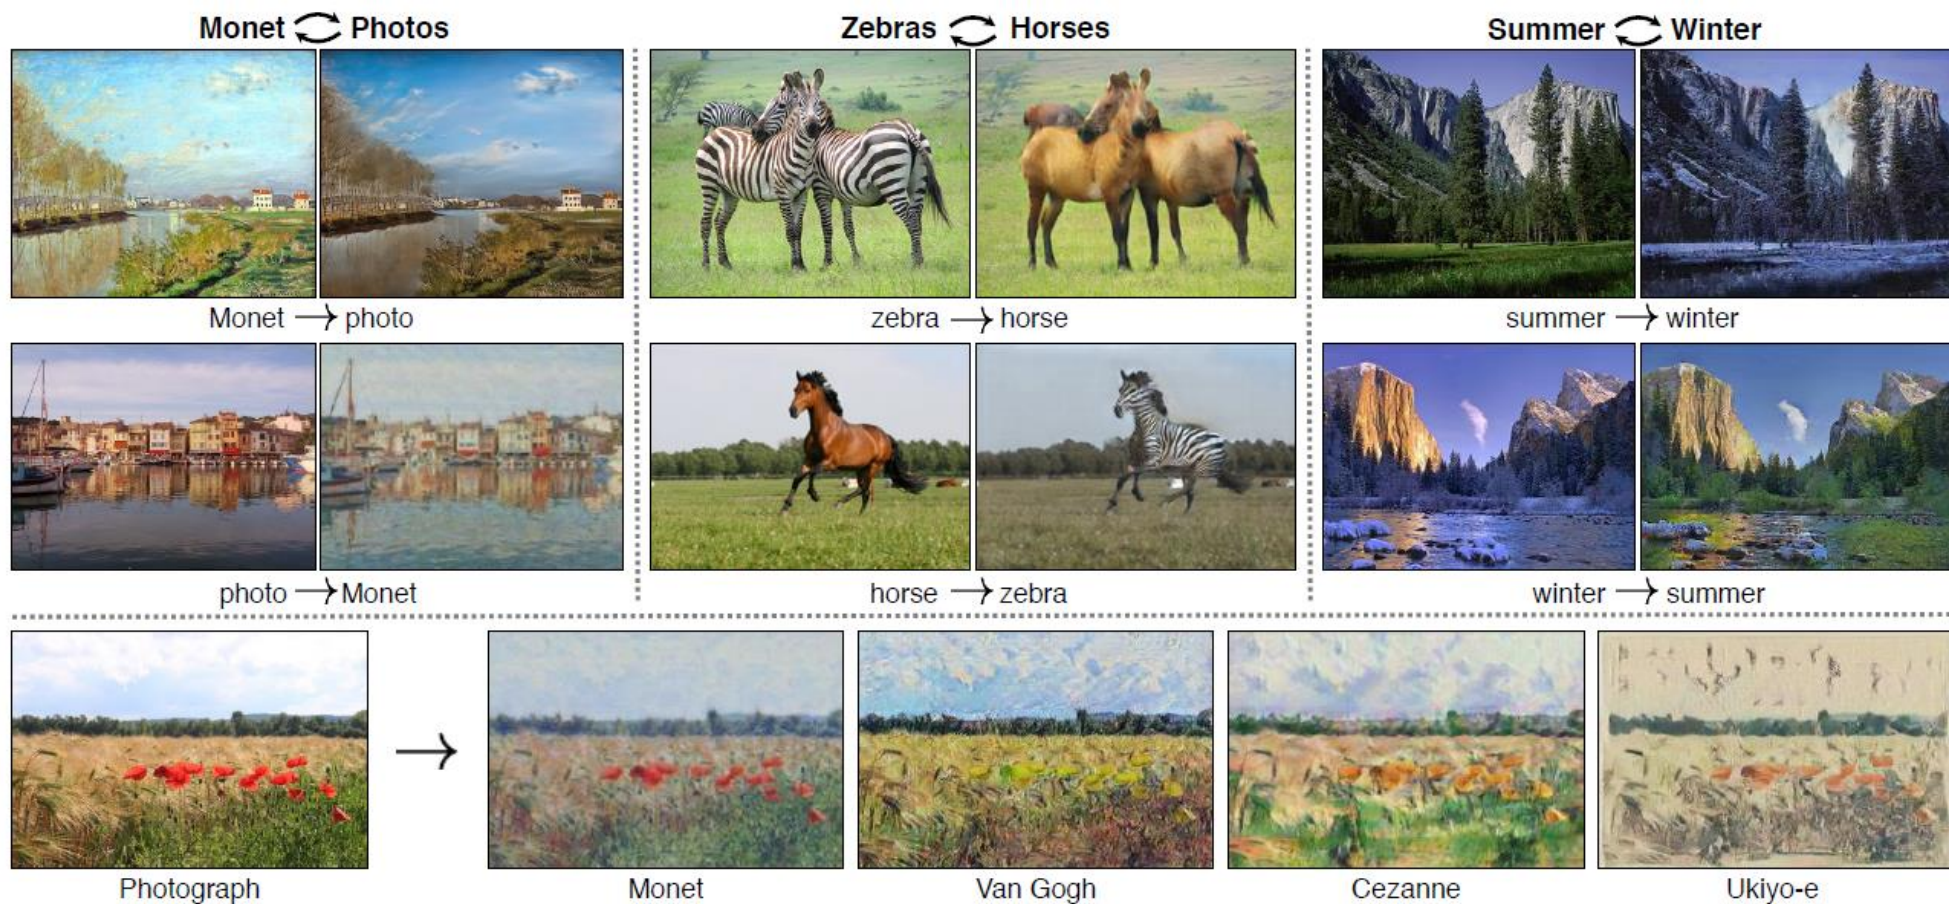 Monet ⇄ Photos
Zebras ⇄ Horses
Summer ⇄ Winter
Monet → photo
zebra → horse
summer → winter
photo → Monet
horse → zebra
winter → summer
Photograph
Monet
Van Gogh
Cezanne
Ukiyo-e